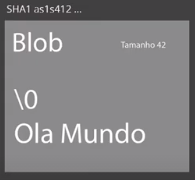 SHA1 as1s412 ...
Blob
Tamanho 42
\0
Ola Mundo